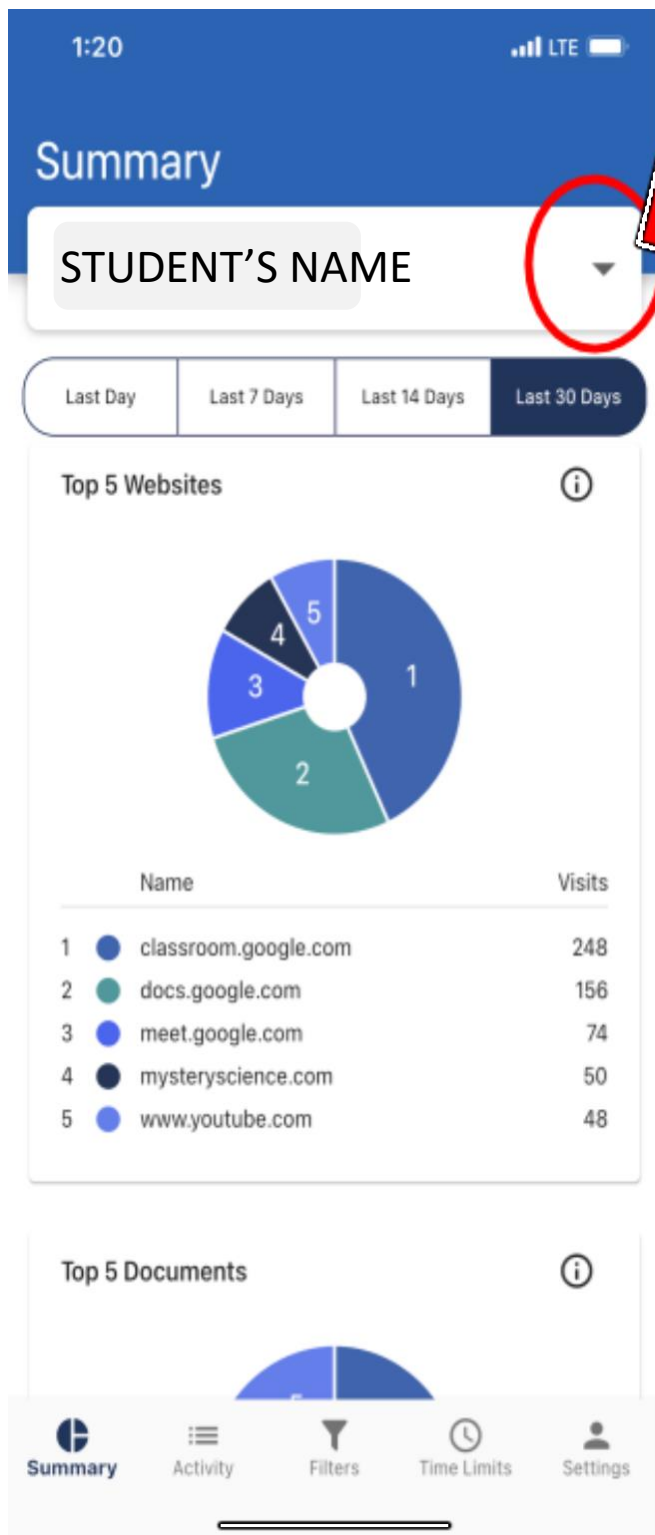 1:20 LTE
Summary
STUDENT'S NAME
Last Day Last 7 Days Last 14 Days Last 30 Days
Top 5 Websites
5
4
1
3
2
Name Visits
1 classroom.google.com 248
2 docs.google.com 156
3 meet.google.com 74
4 mysteryscience.com 50
5 www.youtube.com 48
Top 5 Documents
5
Summary Activity Filters Time Limits Settings